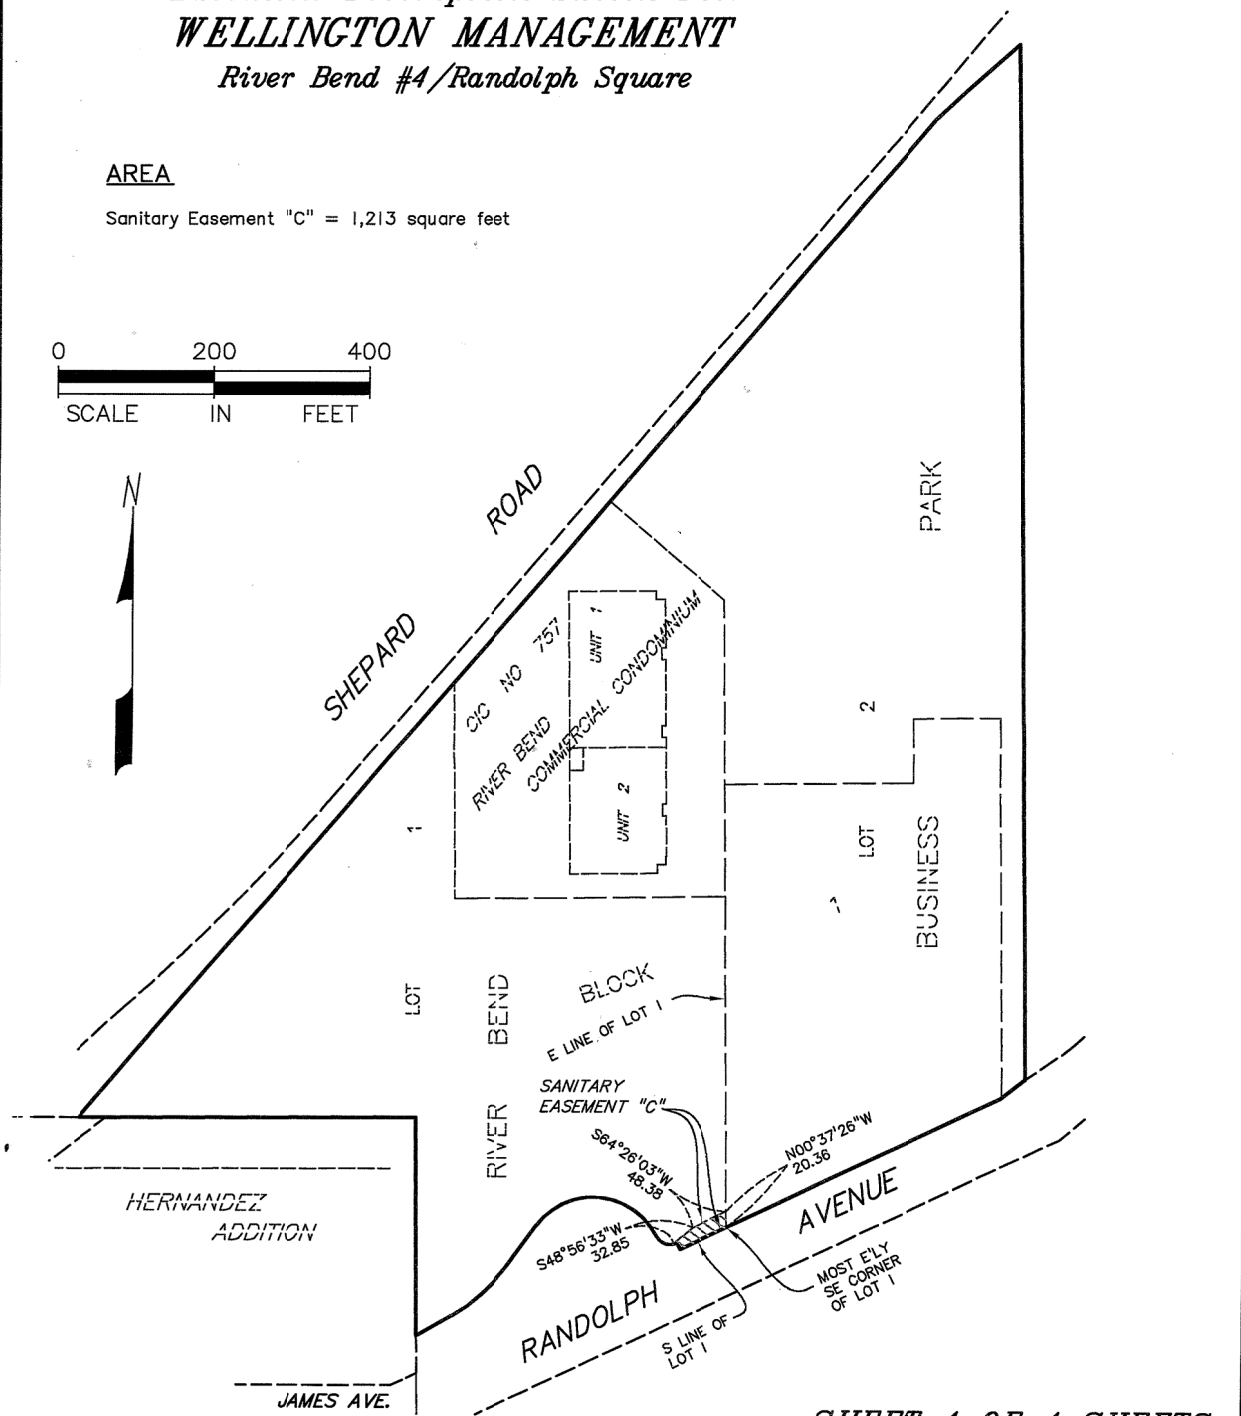 WELLINGTON MANAGEMENT
River Bend #4/Randolph Square
AREA
Sanitary Easement "C" = 1,213 square feet
0 200 400
SCALE IN FEET
N
SHEPARD ROAD
PARK
CIC NO 757
RIVER BEND
COMMERCIAL CONDOMINIUM
UNIT 1
UNIT 2
2
LOT
1
BUSINESS
1
LOT
BEND
RIVER
BLOCK
E LINE OF LOT 1
SANITARY
EASEMENT "C"
S64°26'03"W
48.38
N00°37'26"W
20.36
S48°56'33"W
32.85
HERNANDEZ
ADDITION
RANDOLPH AVENUE
MOST E'LY
SE CORNER
OF LOT 1
S LINE OF
LOT 1
JAMES AVE.